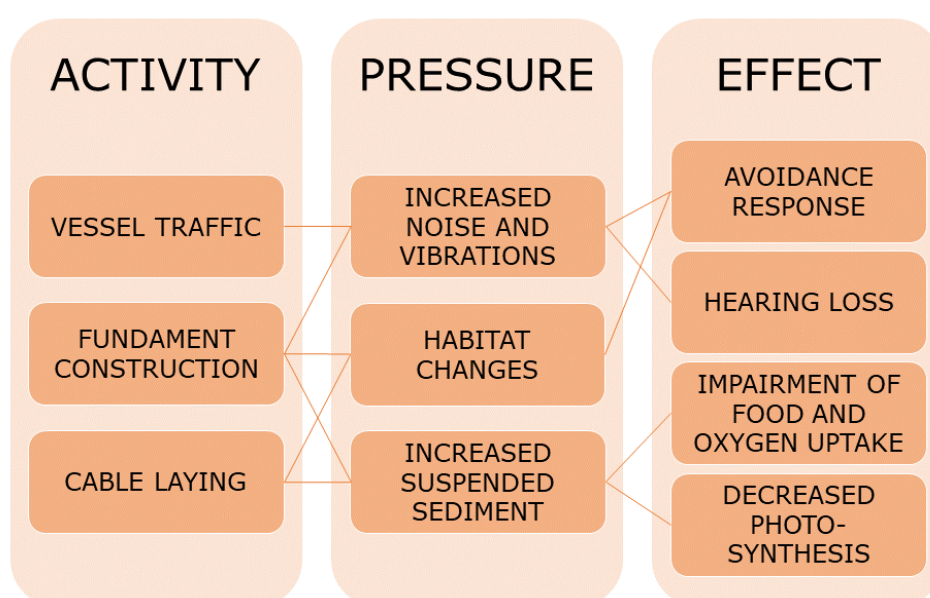 ACTIVITY
VESSEL TRAFFIC
FUNDAMENT
CONSTRUCTION
CABLE LAYING
PRESSURE
INCREASED
NOISE AND
VIBRATIONS
HABITAT
CHANGES
INCREASED
SUSPENDED
SEDIMENT
EFFECT
AVOIDANCE
RESPONSE
HEARING LOSS
IMPAIRMENT OF
FOOD AND
OXYGEN UPTAKE
DECREASED
PHOTO-
SYNTHESIS